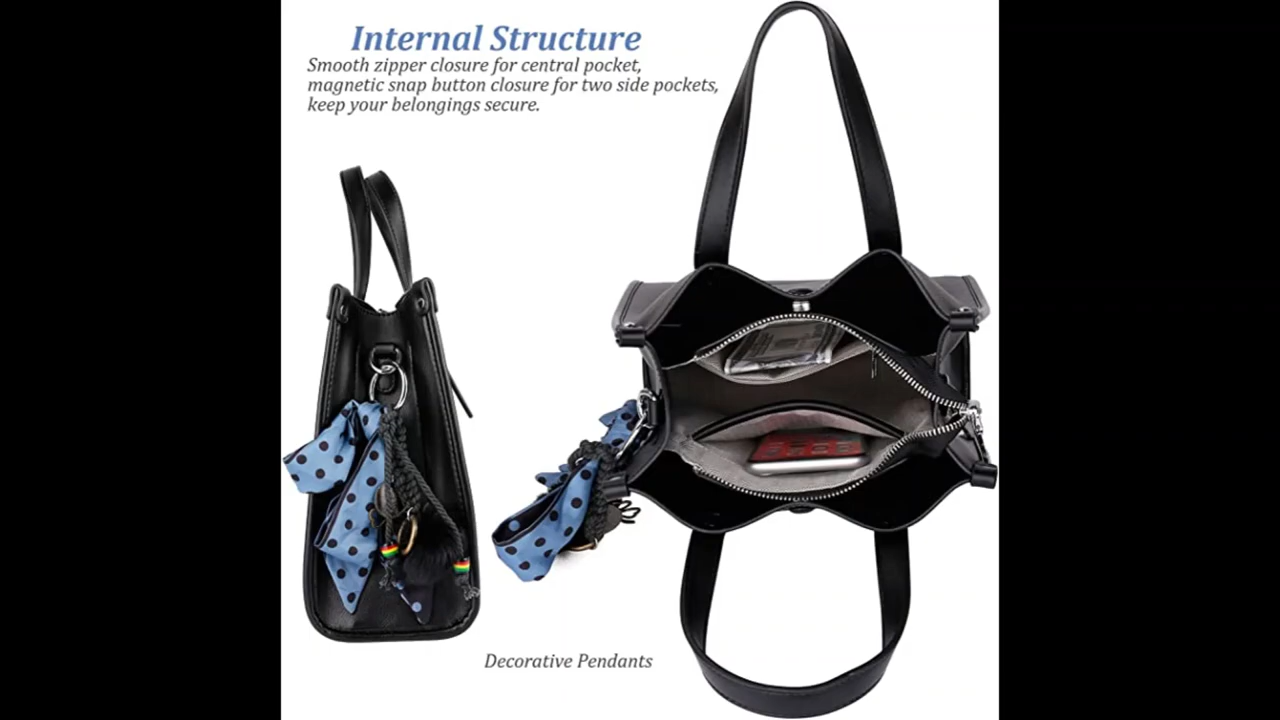 Internal Structure
Smooth zipper closure for central pocket,
magnetic snap button closure for two side pockets,
keep your belongings secure.
Decorative Pendants